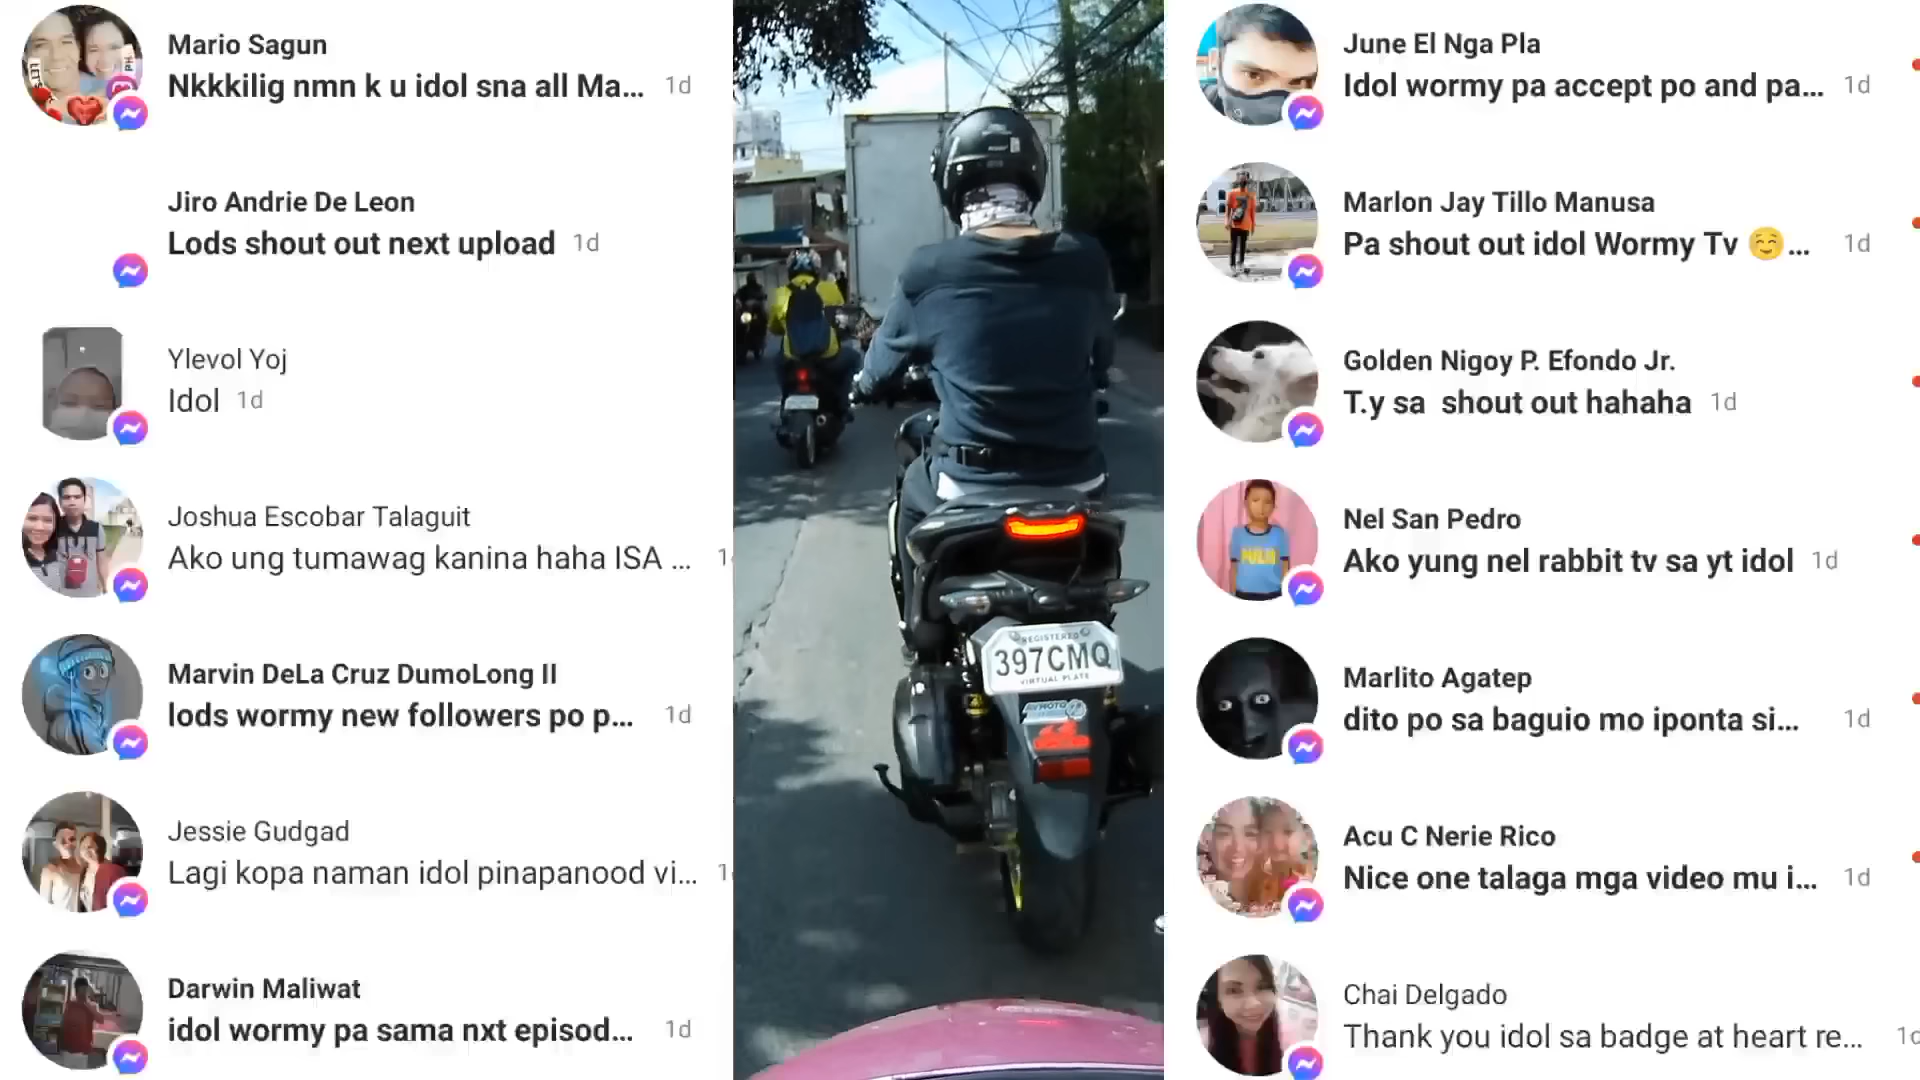 Mario Sagun
Nkkkilig nmn k u idol sna all Ma... 1d
Jiro Andrie De Leon
Lods shout out next upload 1d
Ylevol Yoj
Idol 1d
Joshua Escobar Talaguit
Ako ung tumawag kanina haha ISA ...
Marvin DeLa Cruz DumoLong II
lods wormy new followers po p... 1d
Jessie Gudgad
Lagi kopa naman idol pinapanood vi...
Darwin Maliwat
idol wormy pa sama nxt episod... 1d
REGISTERED
397CMQ
VIRTUAL PLATE
June El Nga Pla
Idol wormy pa accept po and pa... 1d
Marlon Jay Tillo Manusa
Pa shout out idol Wormy Tv ☺️... 1d
Golden Nigoy P. Efondo Jr.
T.y sa shout out hahaha 1d
Nel San Pedro
Ako yung nel rabbit tv sa yt idol 1d
Marlito Agatep
dito po sa baguio mo iponta si... 1d
Acu C Nerie Rico
Nice one talaga mga video mu i... 1d
Chai Delgado
Thank you idol sa badge at heart re... 1d